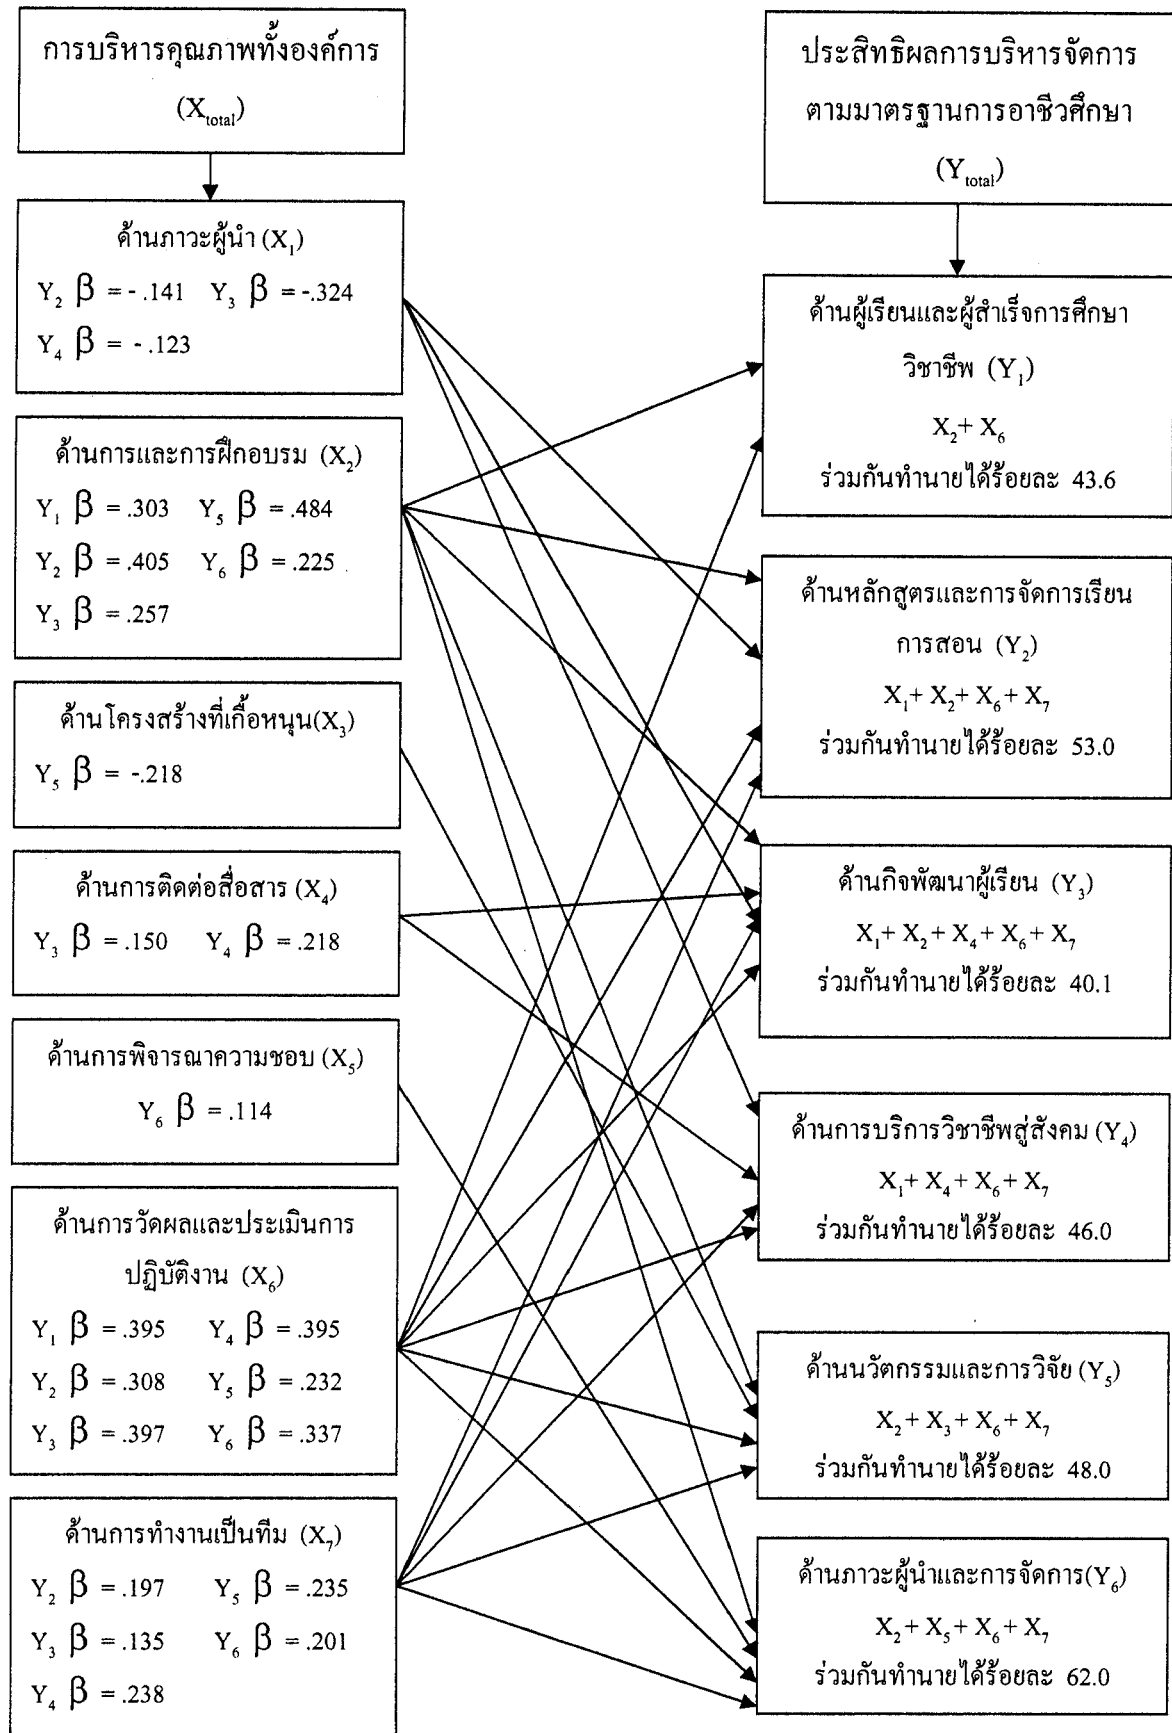 การบริหารคุณภาพทั้งองค์การ
(X_total)
ด้านภาวะผู้นำ (X₁)
Y₂ β = - .141 Y₃ β = -.324
Y₄ β = - .123
ด้านการและการฝึกอบรม (X₂)
Y₁ β = .303 Y₅ β = .484
Y₂ β = .405 Y₆ β = .225
Y₃ β = .257
ด้านโครงสร้างที่เกื้อหนุน(X₃)
Y₅ β = -.218
ด้านการติดต่อสื่อสาร (X₄)
Y₃ β = .150 Y₄ β = .218
ด้านการพิจารณาความชอบ (X₅)
Y₆ β = .114
ด้านการวัดผลและประเมินการ
ปฏิบัติงาน (X₆)
Y₁ β = .395 Y₄ β = .395
Y₂ β = .308 Y₅ β = .232
Y₃ β = .397 Y₆ β = .337
ด้านการทำงานเป็นทีม (X₇)
Y₂ β = .197 Y₅ β = .235
Y₃ β = .135 Y₆ β = .201
Y₄ β = .238
ประสิทธิผลการบริหารจัดการ
ตามมาตรฐานการอาชีวศึกษา
(Y_total)
ด้านผู้เรียนและผู้สำเร็จการศึกษา
วิชาชีพ (Y₁)
X₂+ X₆
ร่วมกันทำนายได้ร้อยละ 43.6
ด้านหลักสูตรและการจัดการเรียน
การสอน (Y₂)
X₁+ X₂+ X₆+ X₇
ร่วมกันทำนายได้ร้อยละ 53.0
ด้านกิจพัฒนาผู้เรียน (Y₃)
X₁+ X₂+ X₄+ X₆+ X₇
ร่วมกันทำนายได้ร้อยละ 40.1
ด้านการบริการวิชาชีพสู่สังคม (Y₄)
X₁+ X₄+ X₆+ X₇
ร่วมกันทำนายได้ร้อยละ 46.0
ด้านนวัตกรรมและการวิจัย (Y₅)
X₂+ X₃+ X₆+ X₇
ร่วมกันทำนายได้ร้อยละ 48.0
ด้านภาวะผู้นำและการจัดการ(Y₆)
X₂+ X₅+ X₆+ X₇
ร่วมกันทำนายได้ร้อยละ 62.0